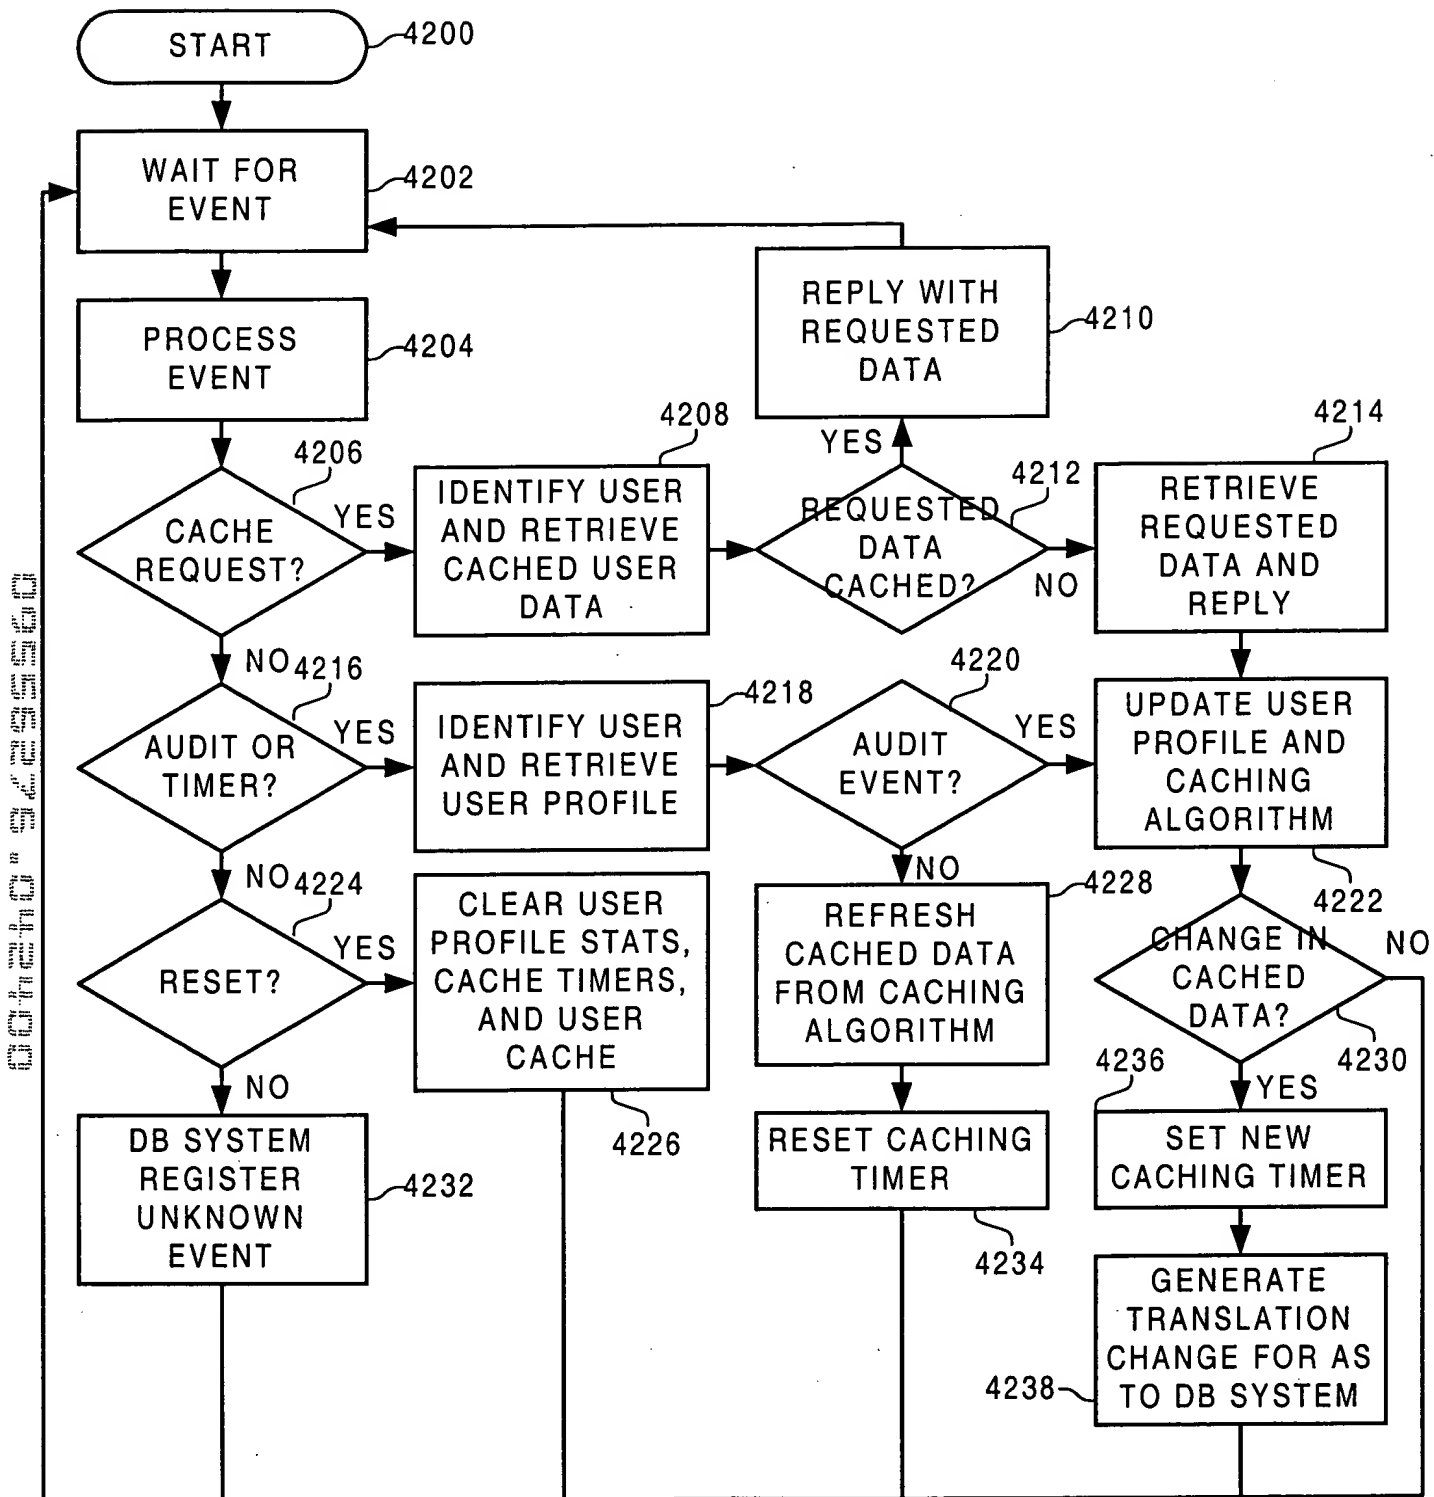 START
4200
WAIT FOR
EVENT
4202
PROCESS
EVENT
4204
REPLY WITH
REQUESTED
DATA
4210
CACHE
REQUEST?
4206
YES
NO
IDENTIFY USER
AND RETRIEVE
CACHED USER
DATA
4208
REQUESTED
DATA
CACHED?
4212
YES
NO
RETRIEVE
REQUESTED
DATA AND
REPLY
4214
AUDIT OR
TIMER?
4216
YES
NO
IDENTIFY USER
AND RETRIEVE
USER PROFILE
4218
AUDIT
EVENT?
4220
YES
NO
UPDATE USER
PROFILE AND
CACHING
ALGORITHM
4222
RESET?
4224
YES
NO
CLEAR USER
PROFILE STATS,
CACHE TIMERS,
AND USER
CACHE
4226
REFRESH
CACHED DATA
FROM CACHING
ALGORITHM
4228
CHANGE IN
CACHED
DATA?
4230
NO
YES
DB SYSTEM
REGISTER
UNKNOWN
EVENT
4232
RESET CACHING
TIMER
4234
SET NEW
CACHING TIMER
4236
GENERATE
TRANSLATION
CHANGE FOR AS
TO DB SYSTEM
4238
09556275.042400